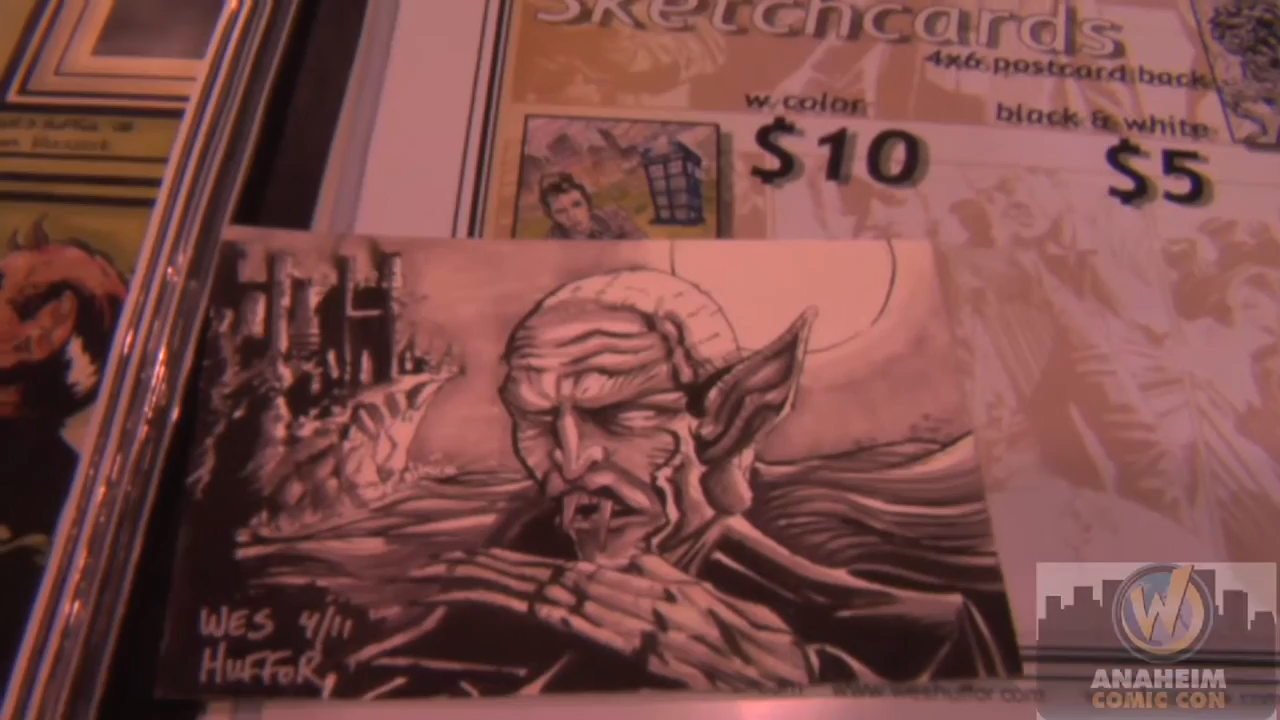 sketchcards
4x6 postcard back
w color
black & white
$10
$5
WES 4/11
HUFFOR
W
ANAHEIM
COMIC CON